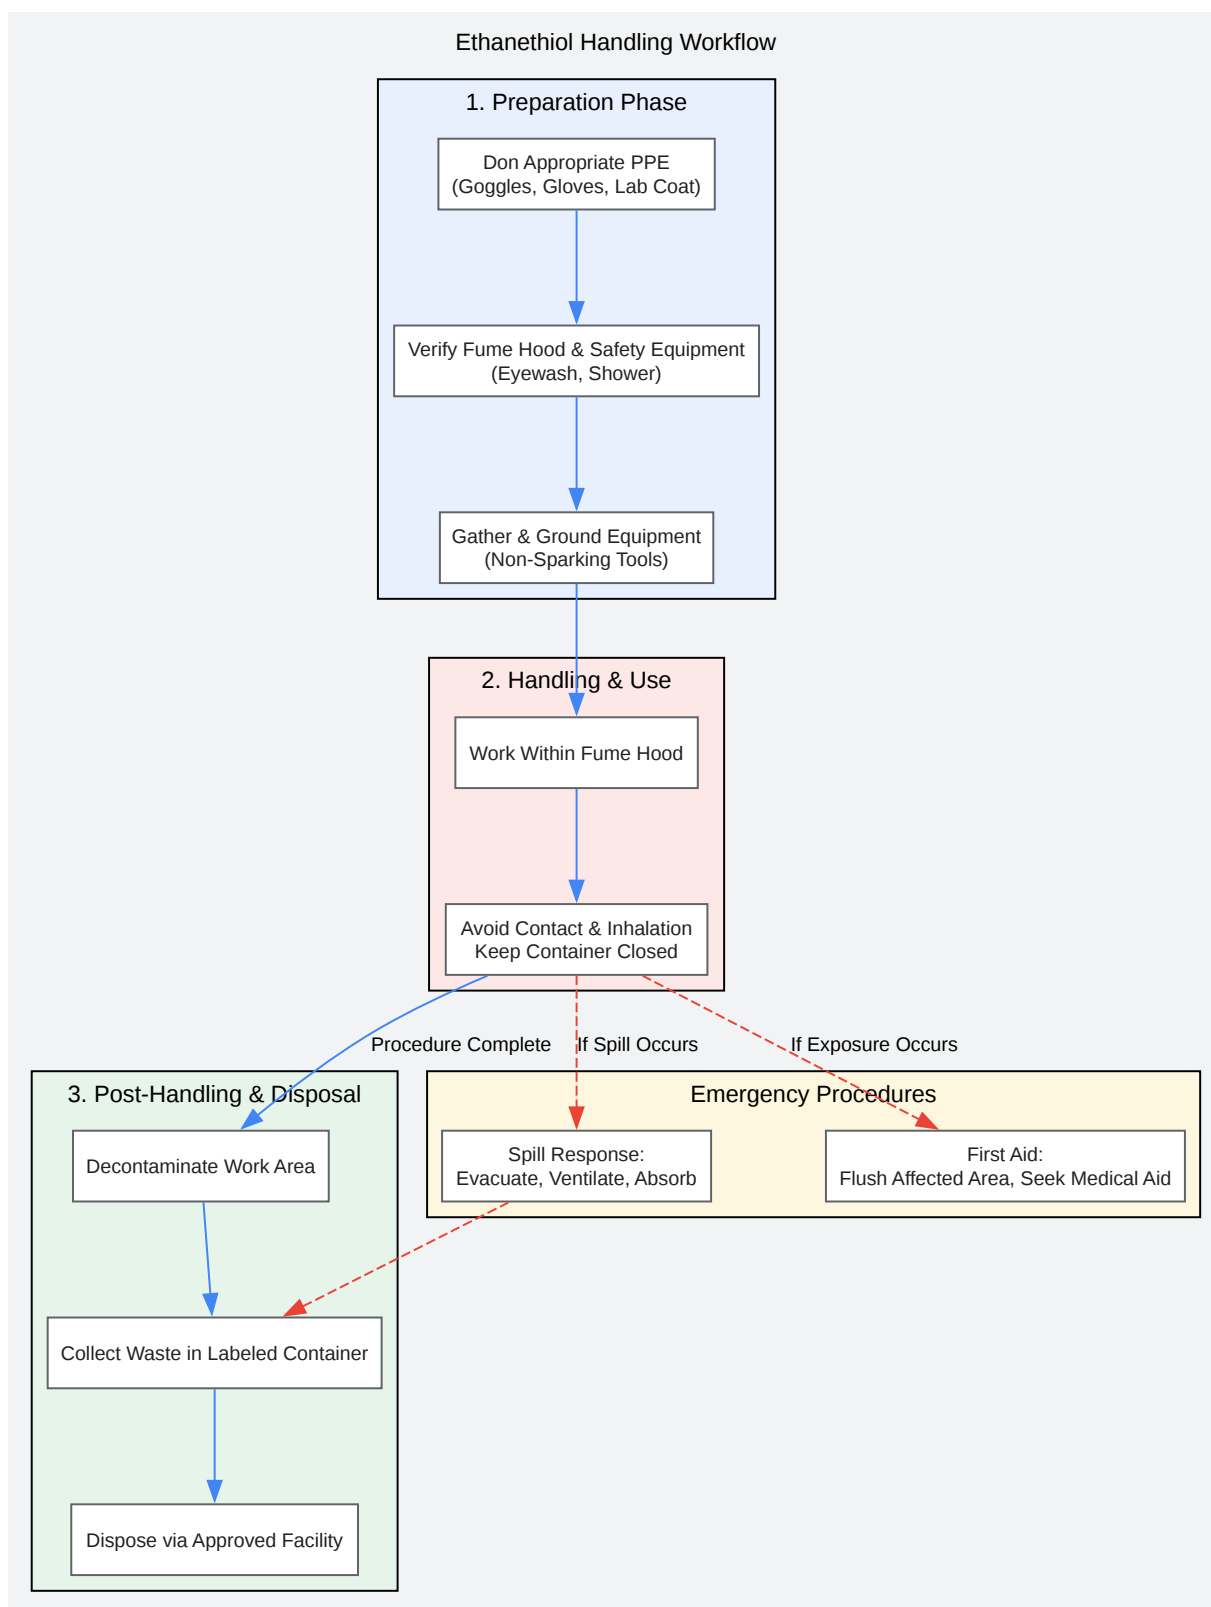 Ethanethiol Handling Workflow
1. Preparation Phase
Don Appropriate PPE
(Goggles, Gloves, Lab Coat)
Verify Fume Hood & Safety Equipment
(Eyewash, Shower)
Gather & Ground Equipment
(Non-Sparking Tools)
2. Handling & Use
Work Within Fume Hood
Avoid Contact & Inhalation
Keep Container Closed
Procedure Complete
If Spill Occurs
If Exposure Occurs
3. Post-Handling & Disposal
Decontaminate Work Area
Collect Waste in Labeled Container
Dispose via Approved Facility
Emergency Procedures
Spill Response:
Evacuate, Ventilate, Absorb
First Aid:
Flush Affected Area, Seek Medical Aid